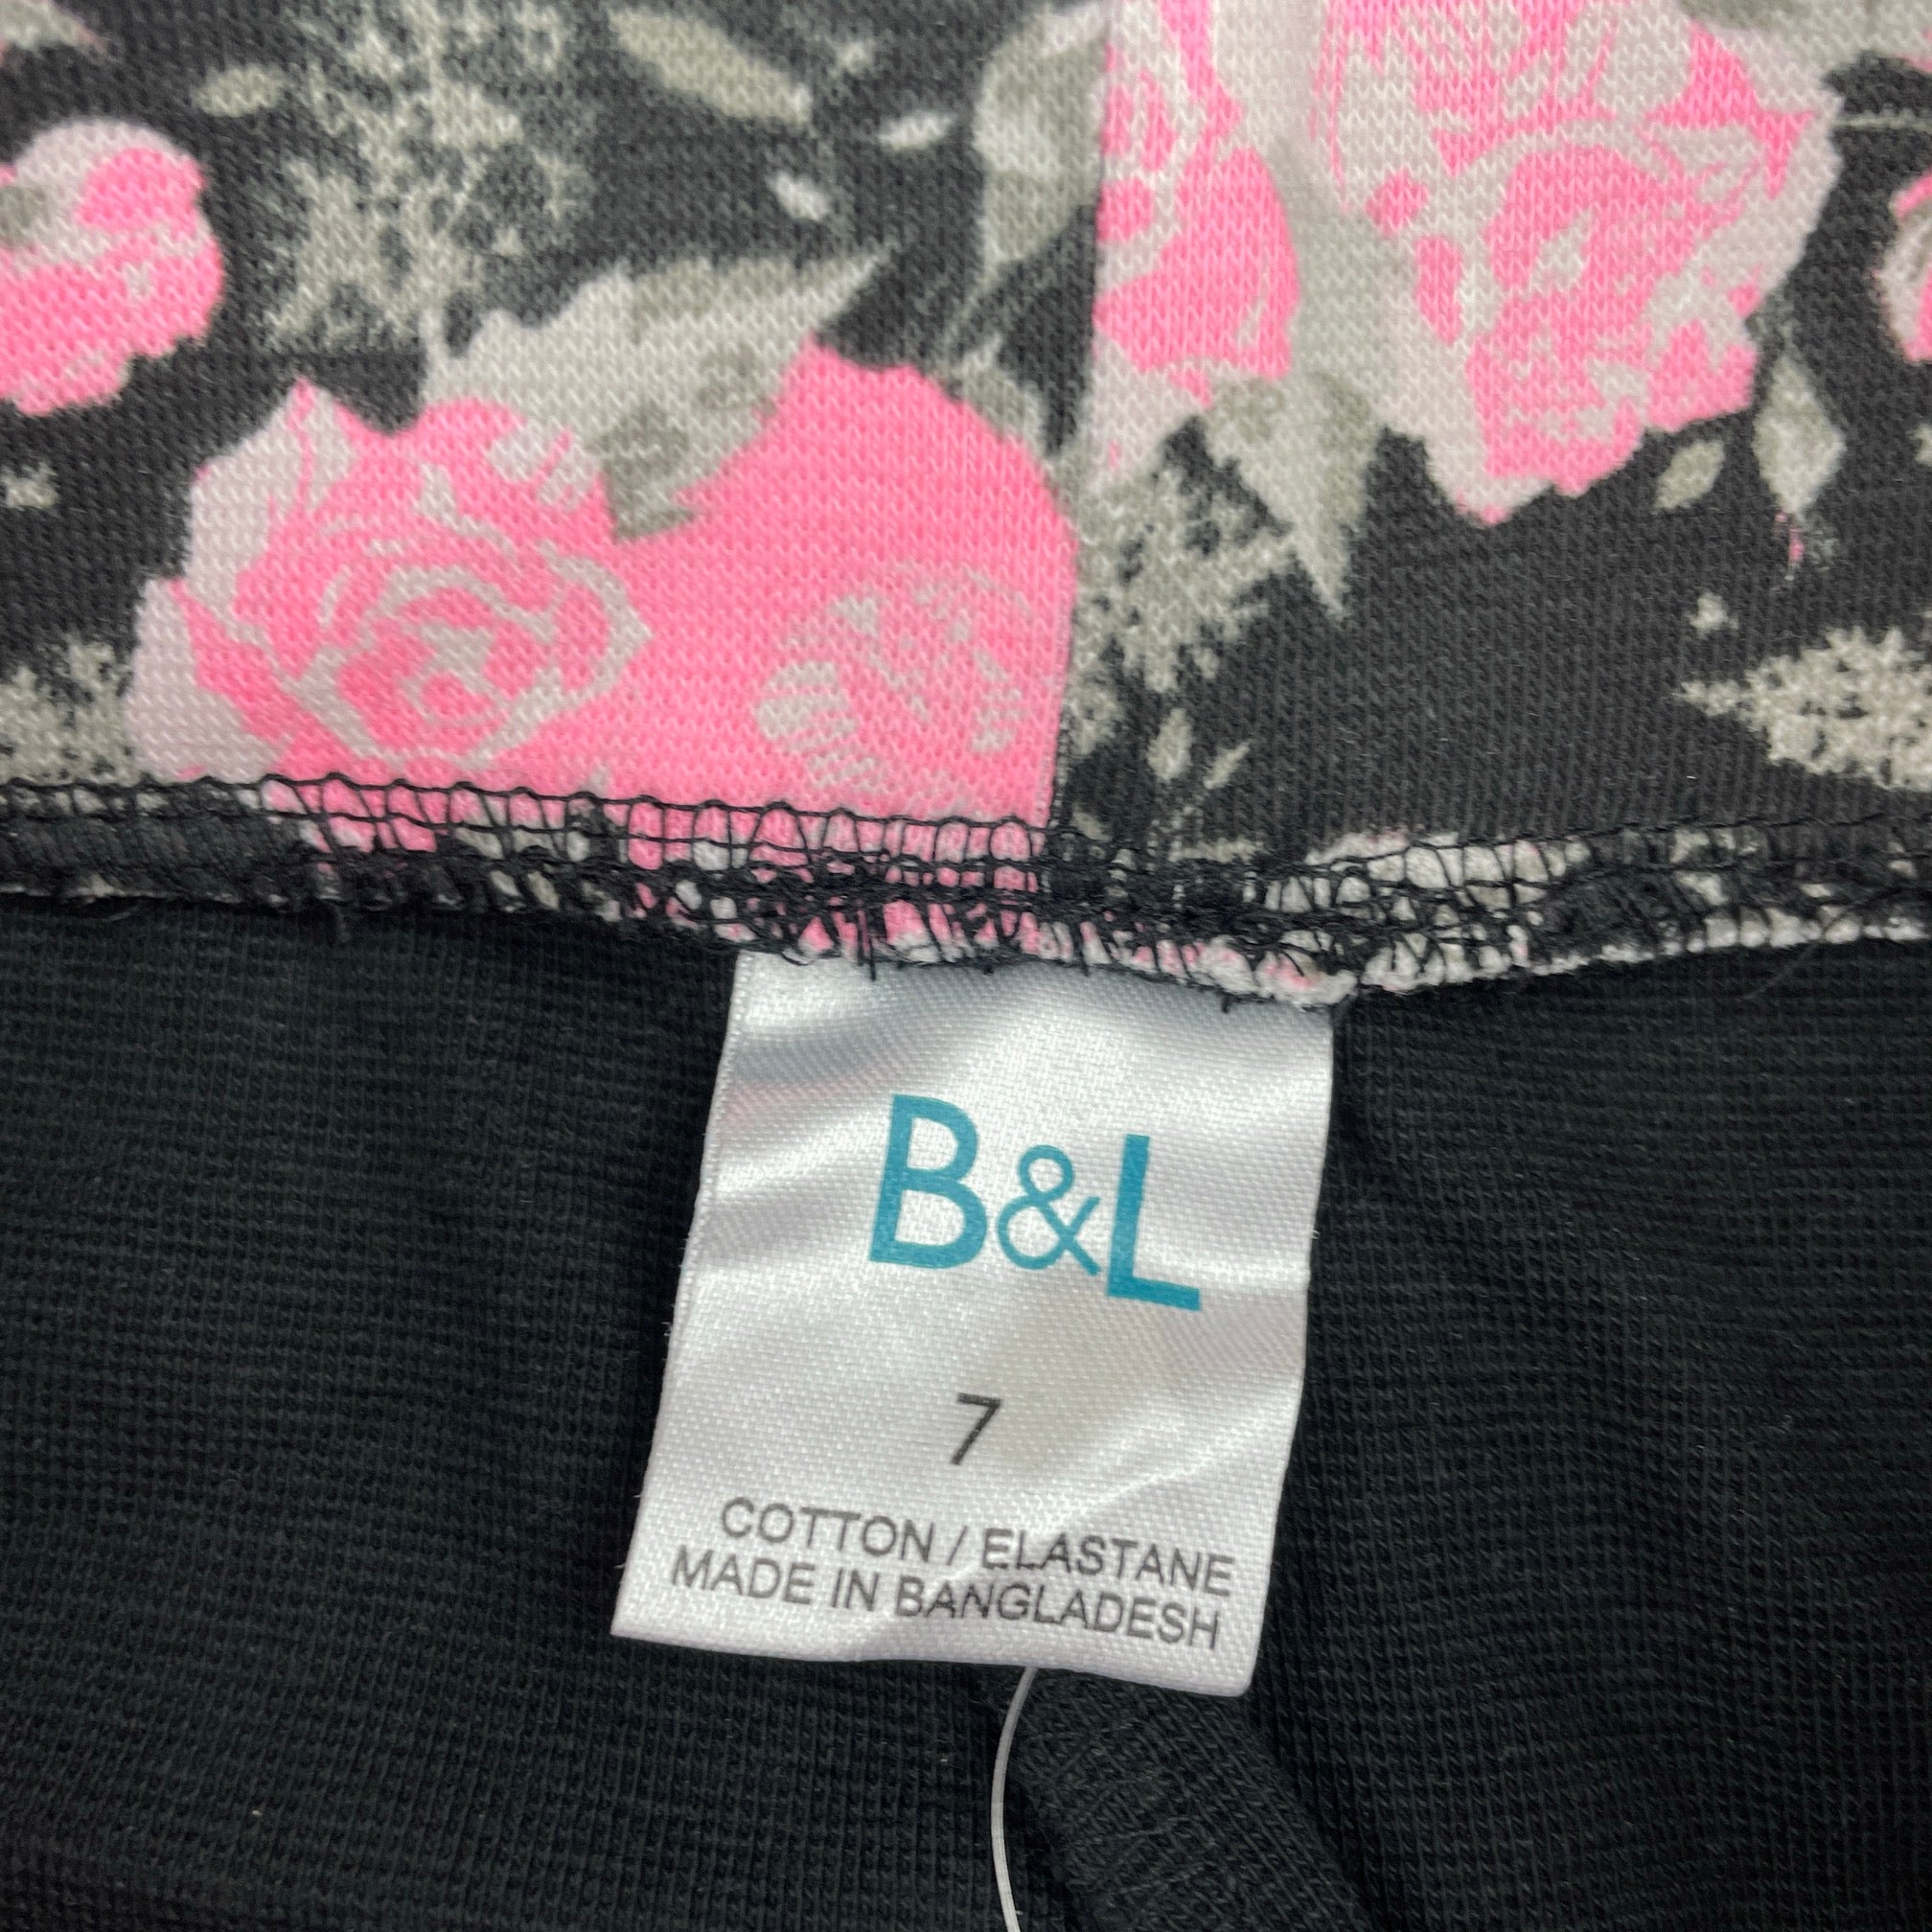 B&L
7
COTTON / ELASTANE
MADE IN BANGLADESH